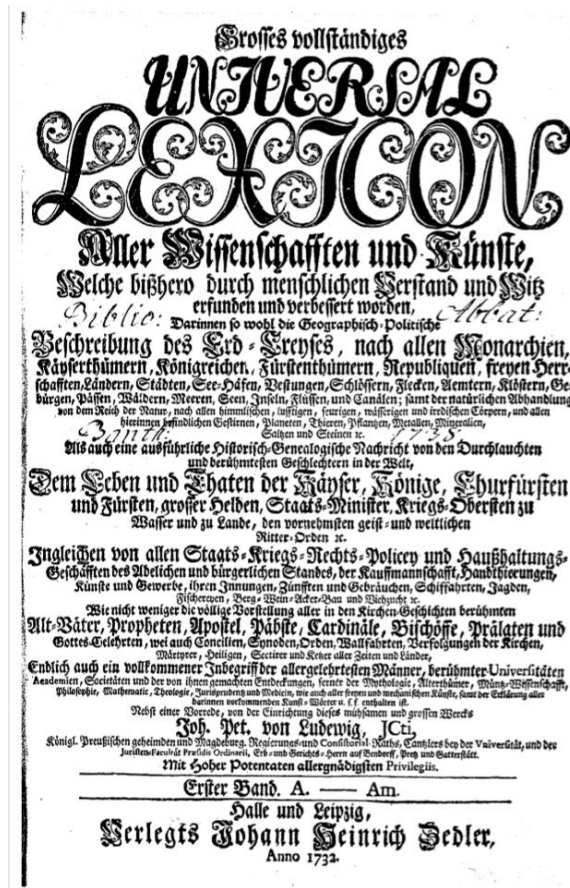 Grosses vollständiges
UNIVERSAL
LEXICON
Aller Wissenschafften und Künste,
Welche bißhero durch menschlichen Verstand und Witz
erfunden und verbessert worden,
Biblio: Abbat:
Darinnen so wohl die Geographisch-Politische
Beschreibung des Erd-Creyses, nach allen Monarchien,
Käyserthümern, Königreichen, Fürstenthümern, Republiquen, freyen Herr-
schafften, Ländern, Städten, See-Häfen, Vestungen, Schlössern, Flecken, Aemtern, Klöstern, Ge-
bürgen, Pässen, Wäldern, Meeren, Seen, Inseln, Flüssen, und Canälen; samt der natürlichen Abhandlung
von dem Reich der Natur, nach allen himmlischen, lufftigen, feurigen, wässerigen und irrdischen Cörpern, und allen
hierinnen befindlichen Gestirnen, Planeten, Thieren, Pflantzen, Metallen, Mineralien,
Banth: 1738.
Saltzen und Steinen ꝛc.
Als auch eine ausführliche Historisch-Genealogische Nachricht von den Durchlauchten
und berühmtesten Geschlechtern in der Welt,
Dem Leben und Thaten der Käyser, Könige, Churfürsten
und Fürsten, grosser Helden, Staats-Minister, Kriegs-Obersten zu
Wasser und zu Lande, den vornehmsten geist- und weltlichen
Ritter-Orden ꝛc.
Ingleichen von allen Staats-Kriegs-Rechts-Policey und Haußhaltungs-
Geschäfften des Adelichen und bürgerlichen Standes, der Kauffmannschafft, Handthierungen,
Künste und Gewerbe, ihren Innungen, Zünfften und Gebräuchen, Schiffahrten, Jagden,
Fischereyen, Berg-Wein-Acker-Bau und Viehzucht ꝛc.
Wie nicht weniger die völlige Vorstellung aller in den Kirchen-Geschichten berühmten
Alt-Väter, Propheten, Apostel, Päbste, Cardinäle, Bischöffe, Prälaten und
Gottes-Gelehrten, wei auch Concilien, Synoden, Orden, Wallfahrten, Verfolgungen der Kirchen,
Märtyrer, Heiligen, Sectirer und Ketzer aller Zeiten und Länder,
Endlich auch ein vollkommener Inbegriff der allergelehrtesten Männer, berühmter Universitäten
Academien, Societäten und der von ihnen gemachten Entdeckungen, ferner der Mythologie, Alterthümer, Müntz-Wissenschafft,
Philosophie, Mathematic, Theologie, Jurisprudentz und Medicin, wie auch aller freyen und mechanischen Künste, samt der Erklärung aller
darinnen vorkommenden Kunst-Wörter u. s. f. enthalten ist.
Nebst einer Vorrede, von der Einrichtung dieses mühsamen und grossen Wercks
Joh. Pet. von Ludewig, JCti,
Königl. Preußischen geheimden und Magdeburg. Regierungs- und Consistorial-Raths, Cantzlers bey der Vniversität, und der
Juristen-Facultät Præsidis Ordinarii, Erb- und Gerichts-Herrn auf Bendorff, Pretz und Gatterstätt.
Mit Hoher Potentaten allergnädigsten Privilegiis.
Erster Band. A. — Am.
Halle und Leipzig,
Verlegts Johann Heinrich Zedler,
Anno 1732.